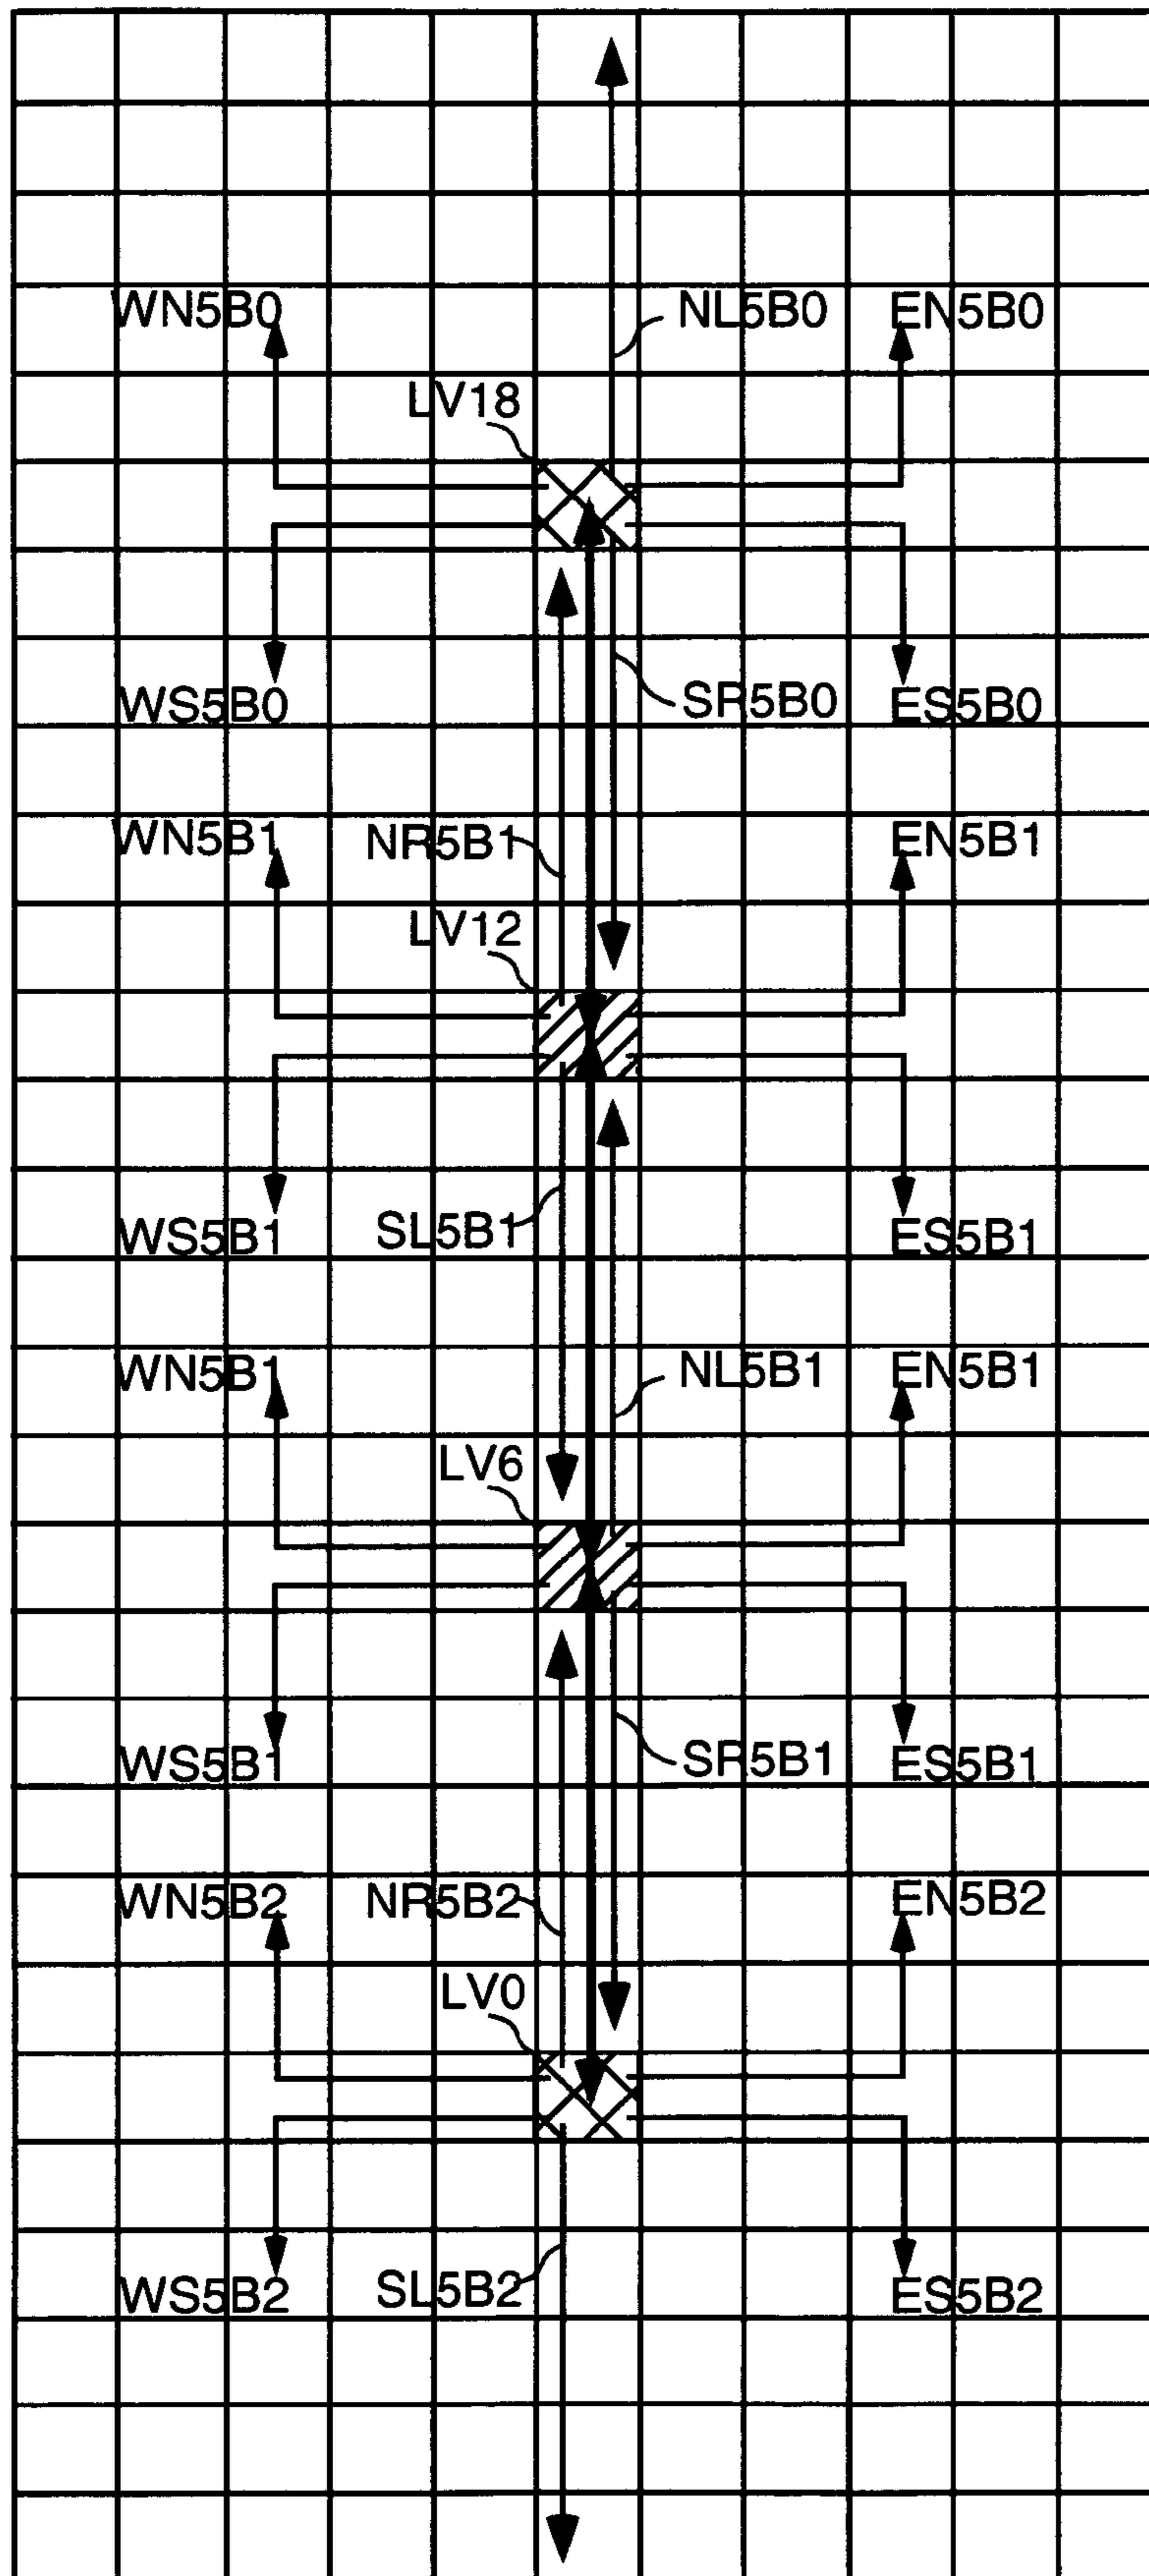 WN5B0 NL5B0 EN5B0
LV18
WS5B0 SR5B0 ES5B0
WN5B1 NR5B1 EN5B1
LV12
WS5B1 SL5B1 ES5B1
WN5B1 NL5B1 EN5B1
LV6
WS5B1 SR5B1 ES5B1
WN5B2 NR5B2 EN5B2
LV0
WS5B2 SL5B2 ES5B2